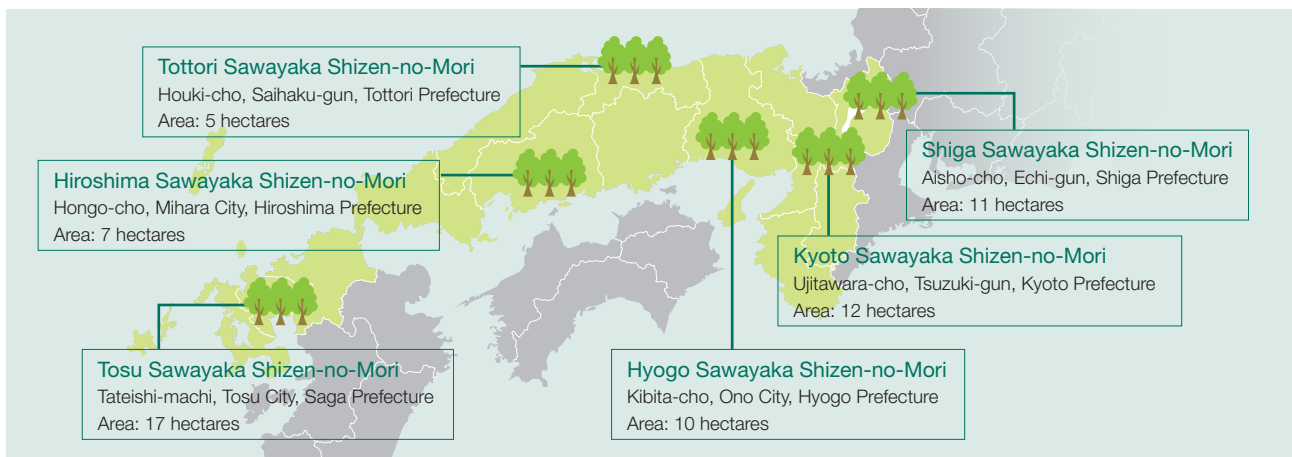 Tottori Sawayaka Shizen-no-Mori
Houki-cho, Saihaku-gun, Tottori Prefecture
Area: 5 hectares
Hiroshima Sawayaka Shizen-no-Mori
Hongo-cho, Mihara City, Hiroshima Prefecture
Area: 7 hectares
Shiga Sawayaka Shizen-no-Mori
Aisho-cho, Echi-gun, Shiga Prefecture
Area: 11 hectares
Kyoto Sawayaka Shizen-no-Mori
Ujitawara-cho, Tsuzuki-gun, Kyoto Prefecture
Area: 12 hectares
Tosu Sawayaka Shizen-no-Mori
Tateishi-machi, Tosu City, Saga Prefecture
Area: 17 hectares
Hyogo Sawayaka Shizen-no-Mori
Kibita-cho, Ono City, Hyogo Prefecture
Area: 10 hectares